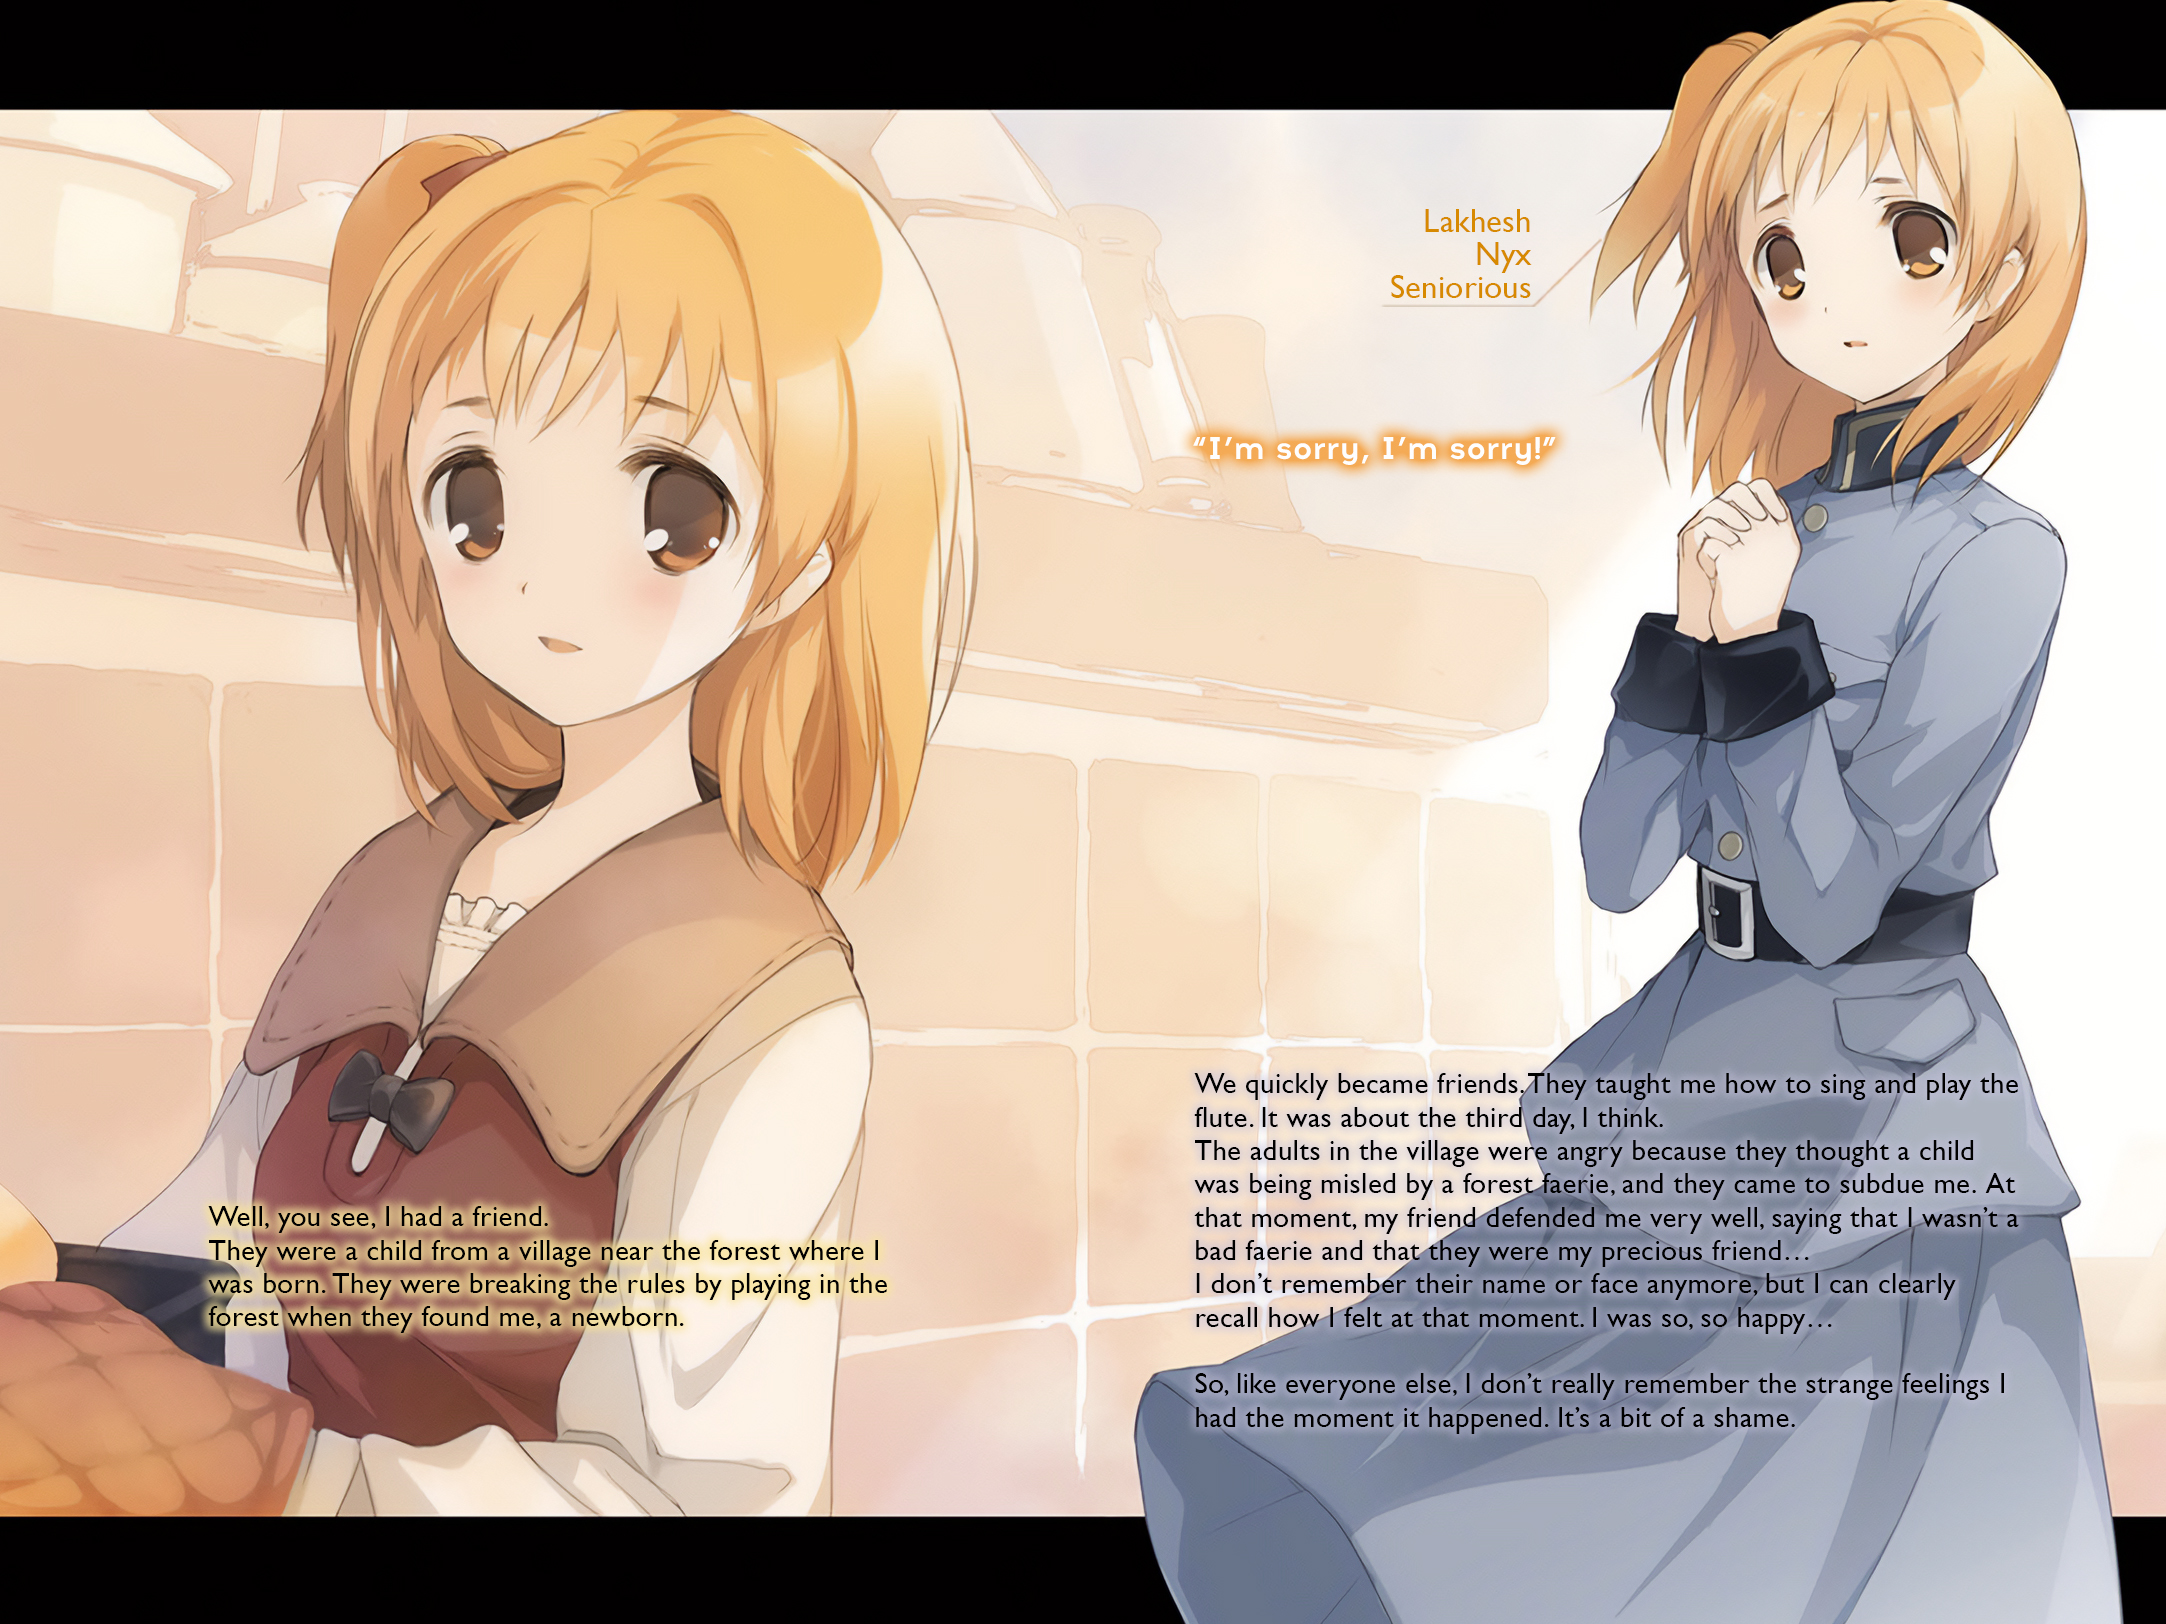 Lakhesh
Nyx
Seniorious
“I’m sorry, I’m sorry!”
Well, you see, I had a friend.
They were a child from a village near the forest where I
was born. They were breaking the rules by playing in the
forest when they found me, a newborn.
We quickly became friends. They taught me how to sing and play the
flute. It was about the third day, I think.
The adults in the village were angry because they thought a child
was being misled by a forest faerie, and they came to subdue me. At
that moment, my friend defended me very well, saying that I wasn’t a
bad faerie and that they were my precious friend…
I don’t remember their name or face anymore, but I can clearly
recall how I felt at that moment. I was so, so happy…
So, like everyone else, I don’t really remember the strange feelings I
had the moment it happened. It’s a bit of a shame.